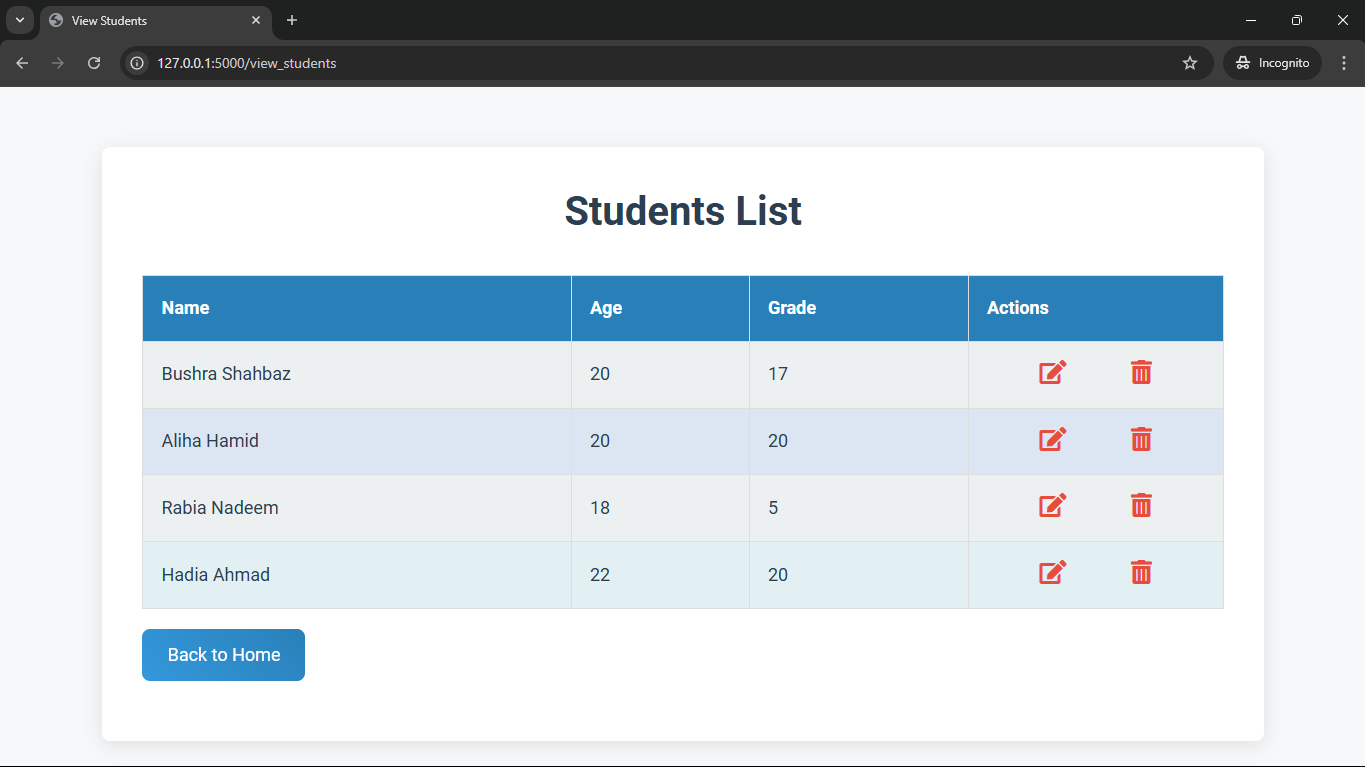 View Students
127.0.0.1:5000/view_students
Incognito
Students List
Name Age Grade Actions
Bushra Shahbaz 20 17
Aliha Hamid 20 20
Rabia Nadeem 18 5
Hadia Ahmad 22 20
Back to Home